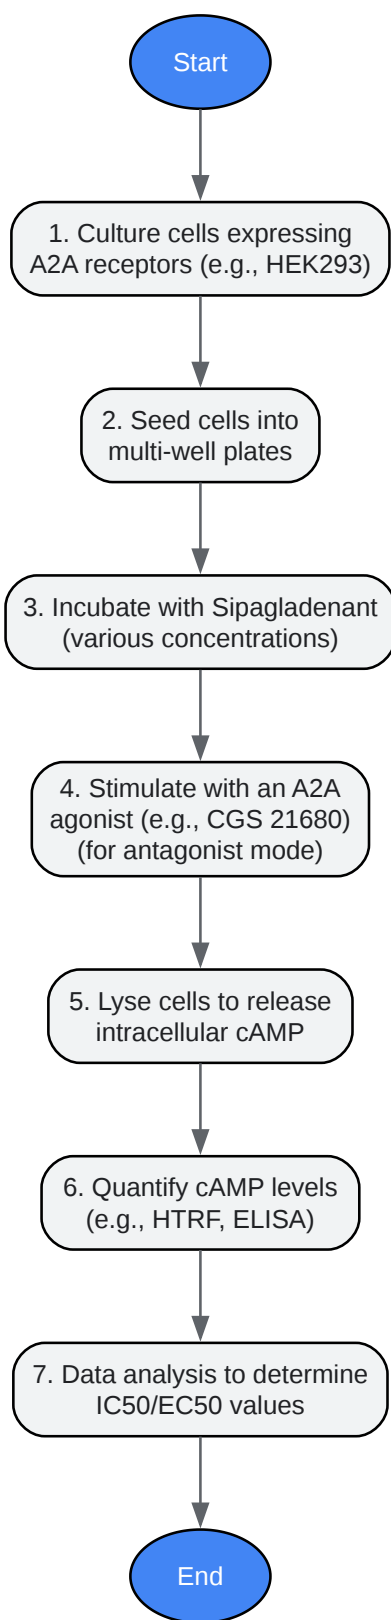 Start
1. Culture cells expressing
A2A receptors (e.g., HEK293)
2. Seed cells into
multi-well plates
3. Incubate with Sipagladenant
(various concentrations)
4. Stimulate with an A2A
agonist (e.g., CGS 21680)
(for antagonist mode)
5. Lyse cells to release
intracellular cAMP
6. Quantify cAMP levels
(e.g., HTRF, ELISA)
7. Data analysis to determine
IC50/EC50 values
End